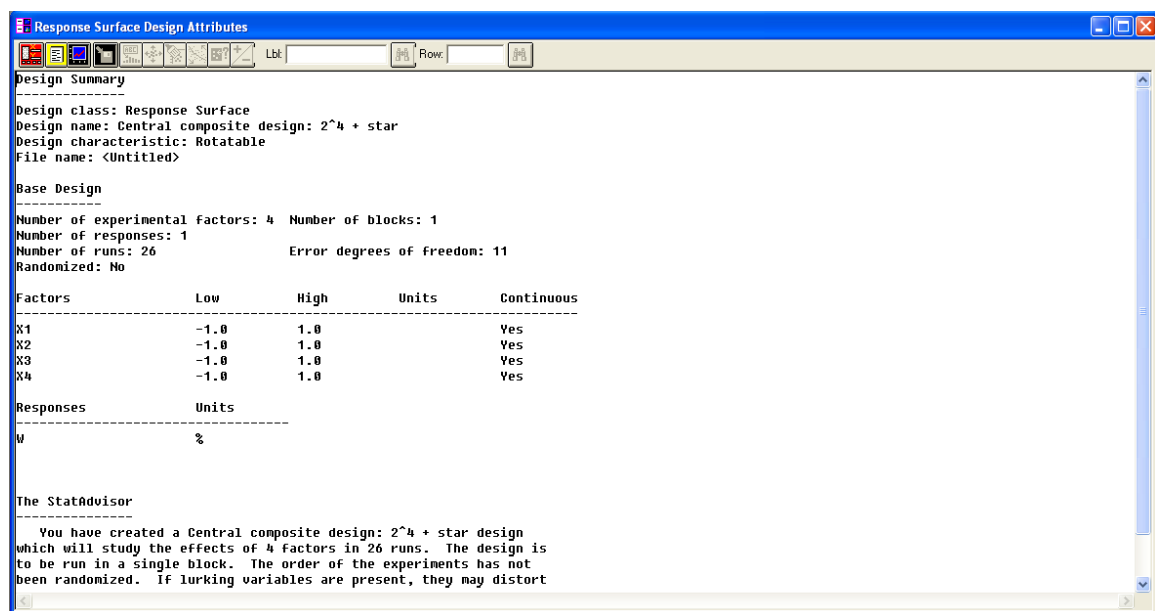 Response Surface Design Attributes
Lbl: Row:
Design Summary
--------------
Design class: Response Surface
Design name: Central composite design: 2^4 + star
Design characteristic: Rotatable
File name: <Untitled>
Base Design
-----------
Number of experimental factors: 4 Number of blocks: 1
Number of responses: 1
Number of runs: 26 Error degrees of freedom: 11
Randomized: No
Factors Low High Units Continuous
------------------------------------------------------------------------
X1 -1.0 1.0 Yes
X2 -1.0 1.0 Yes
X3 -1.0 1.0 Yes
X4 -1.0 1.0 Yes
Responses Units
-----------------------------------
W %
The StatAdvisor
---------------
You have created a Central composite design: 2^4 + star design
which will study the effects of 4 factors in 26 runs. The design is
to be run in a single block. The order of the experiments has not
been randomized. If lurking variables are present, they may distort